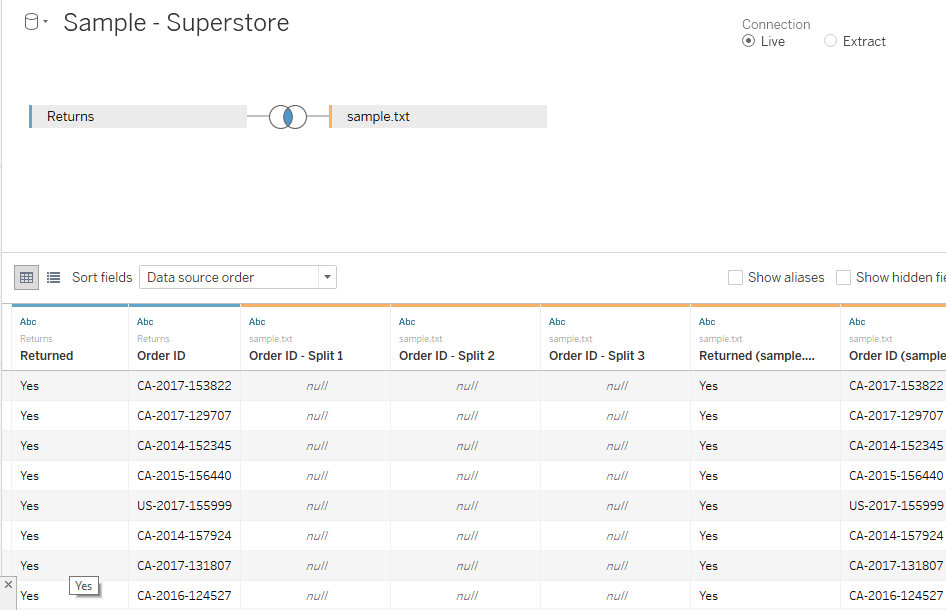 Sample - Superstore
Connection
Live Extract
Returns sample.txt
Sort fields Data source order Show aliases Show hidden fie
Abc Abc Abc Abc Abc Abc Abc
Returns Returns sample.txt sample.txt sample.txt sample.txt sample.txt
Returned Order ID Order ID - Split 1 Order ID - Split 2 Order ID - Split 3 Returned (sample.... Order ID (sample
Yes CA-2017-153822 null null null Yes CA-2017-153822
Yes CA-2017-129707 null null null Yes CA-2017-129707
Yes CA-2014-152345 null null null Yes CA-2014-152345
Yes CA-2015-156440 null null null Yes CA-2015-156440
Yes US-2017-155999 null null null Yes US-2017-155999
Yes CA-2014-157924 null null null Yes CA-2014-157924
Yes CA-2017-131807 null null null Yes CA-2017-131807
Yes
Yes CA-2016-124527 null null null Yes CA-2016-124527